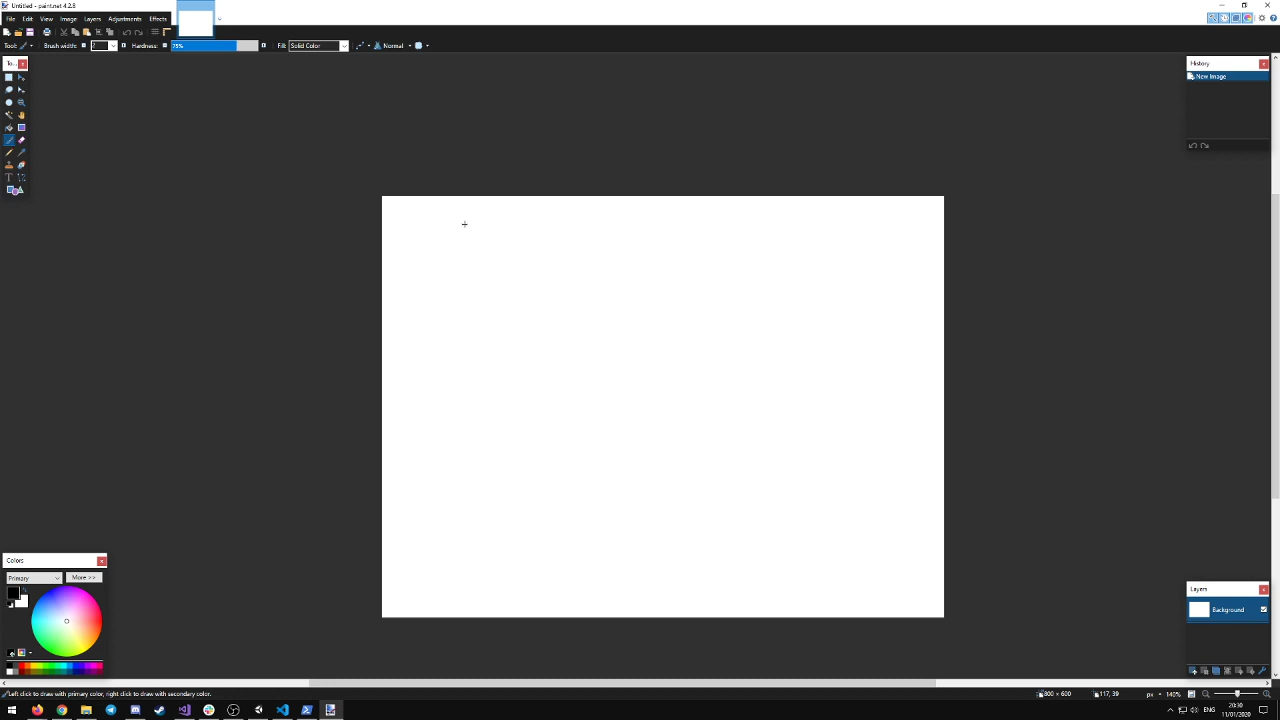 Untitled - paint.net 4.2.8
File Edit View Image Layers Adjustments Effects
Tool: Brush width: 2 Hardness: 75% Fill: Solid Color Normal
To...
History
New Image
Colors
Primary More >>
Layers
Background
Left click to draw with primary color, right click to draw with secondary color. 800 × 600 117, 39 px 140%
ENG 20:30
11/01/2020